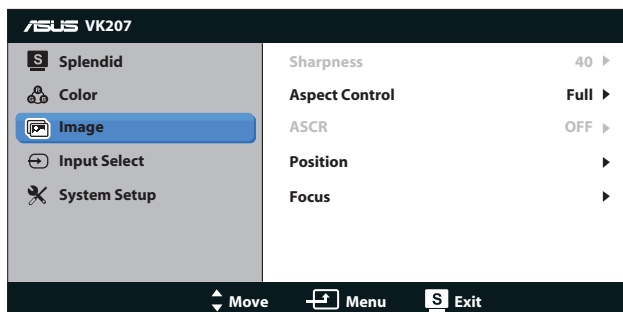 ASUS VK207
S Splendid
R G B Color
Image
Input Select
System Setup
Sharpness 40
Aspect Control Full
ASCR OFF
Position
Focus
Move Menu S Exit